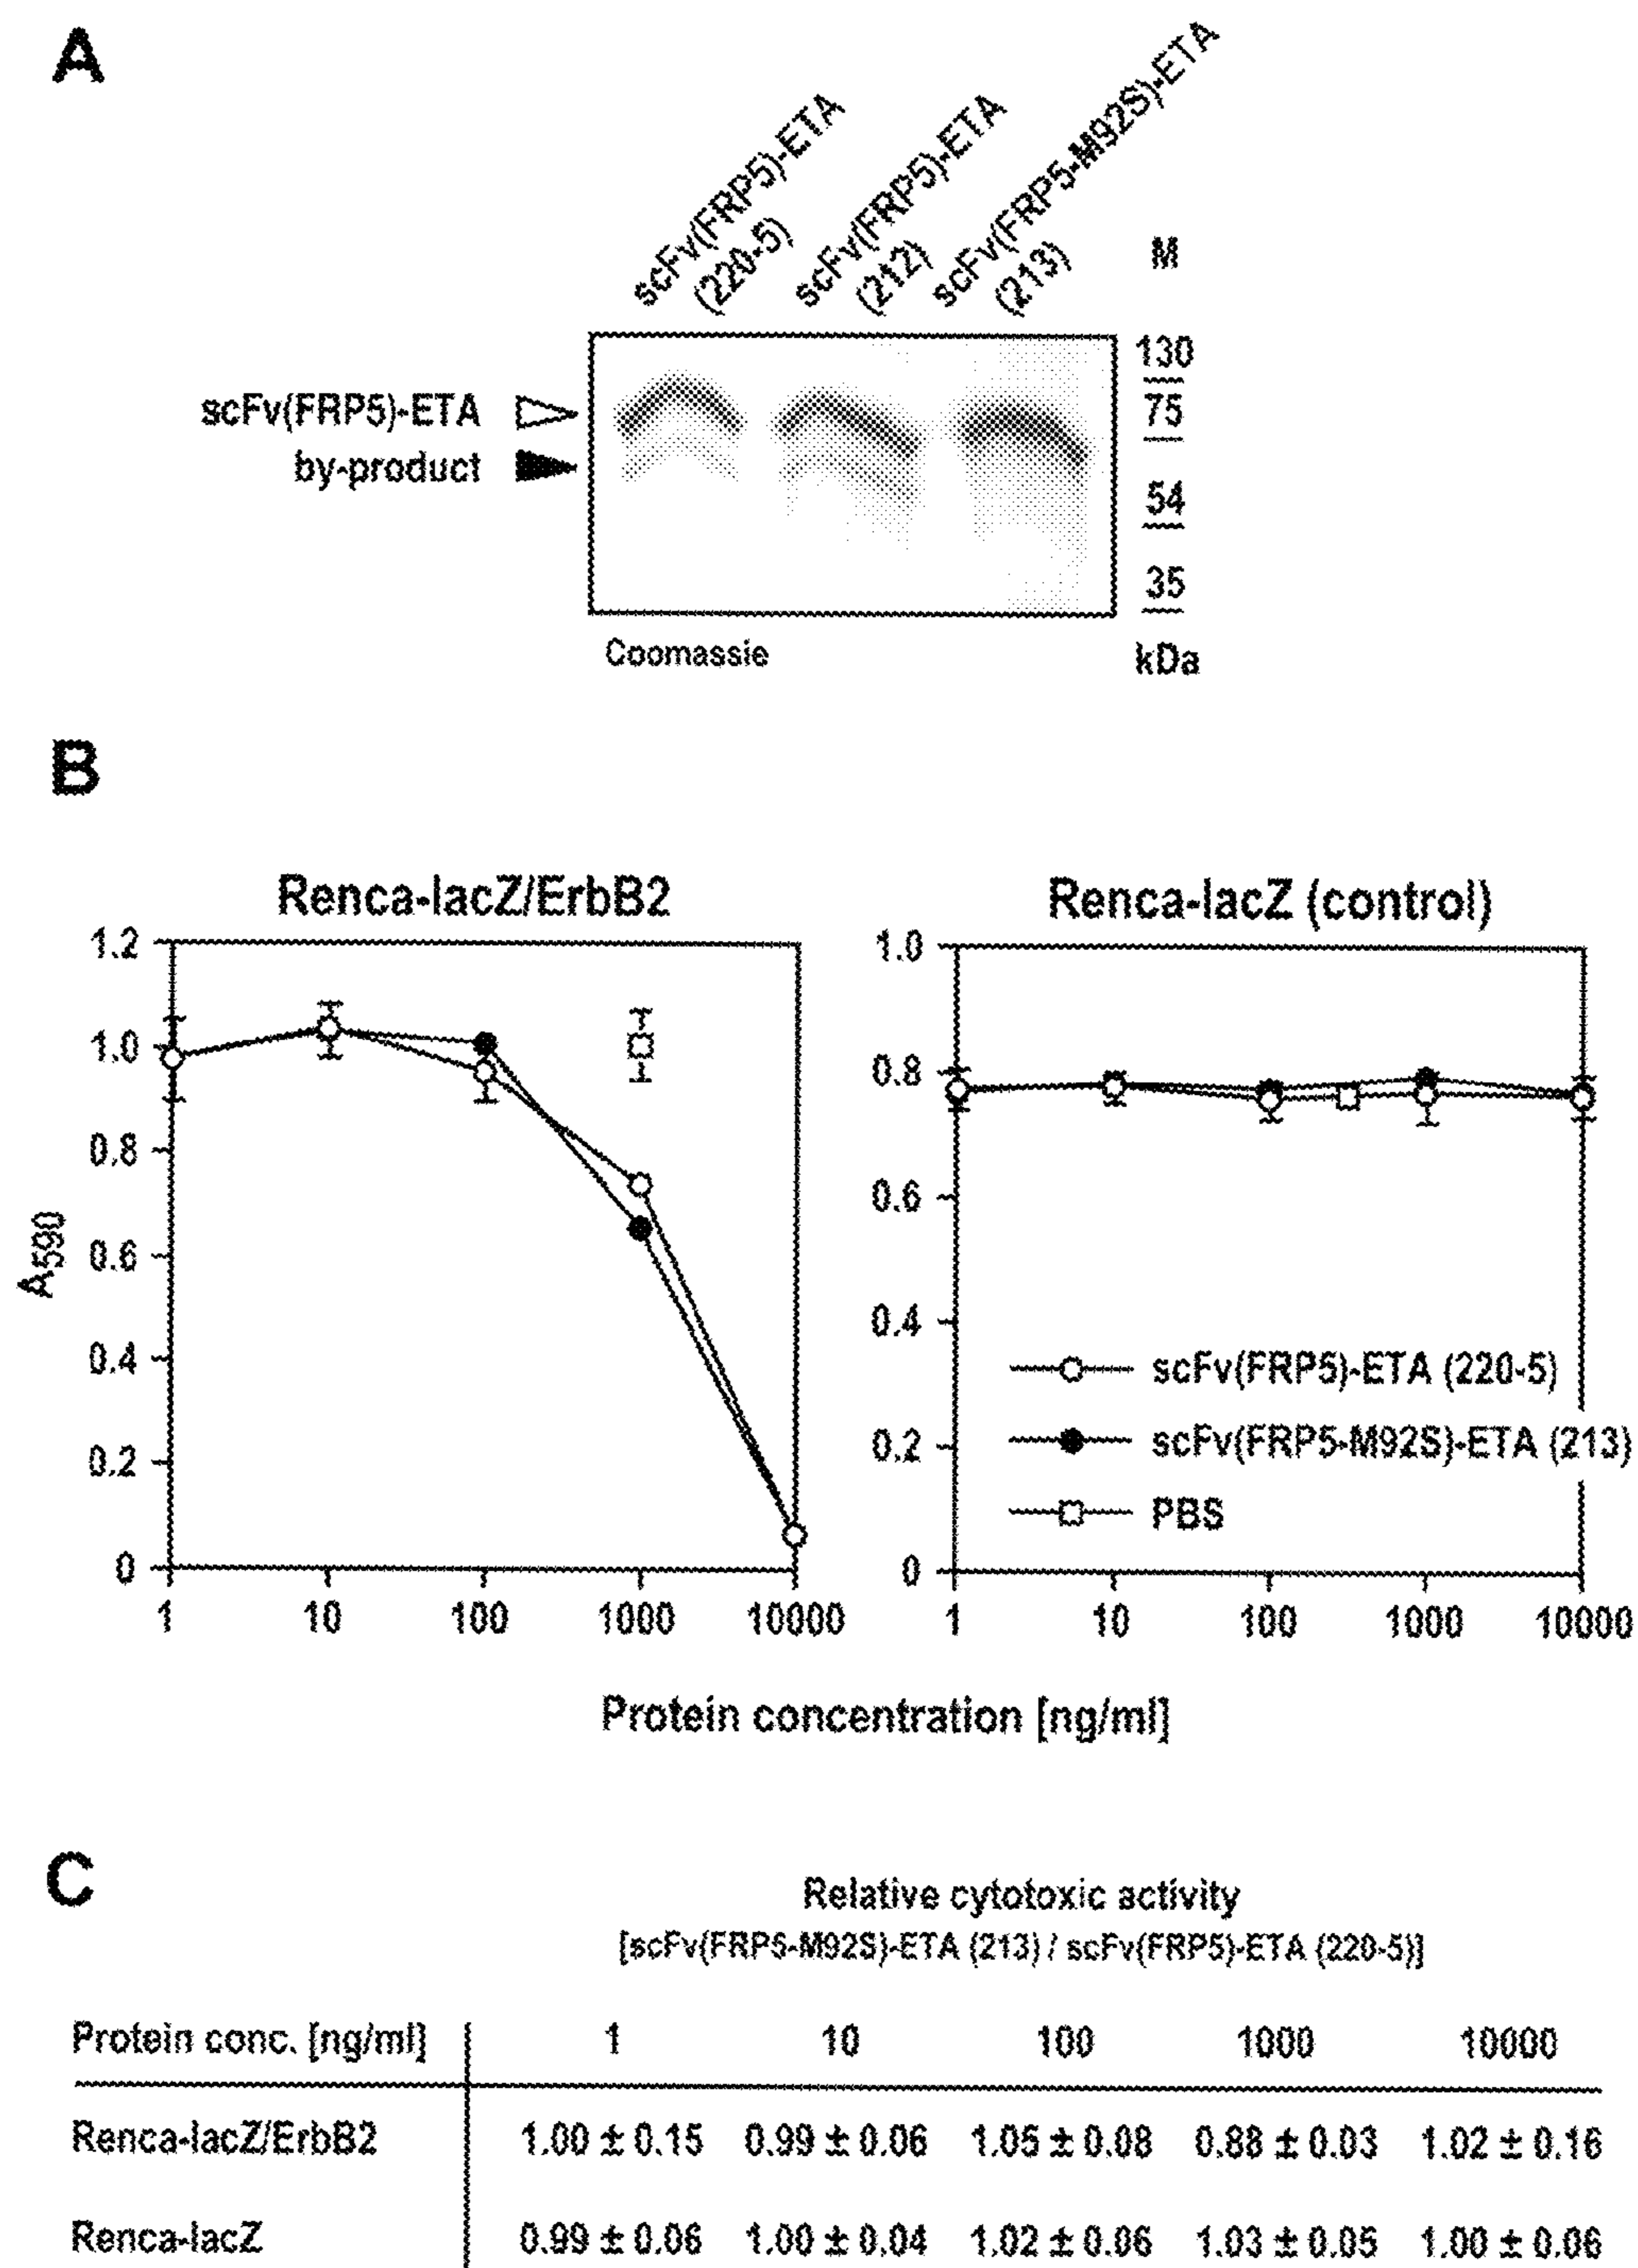 A
scFv(FRP5)-ETA
(220-5)
scFv(FRP5)-ETA
(212)
scFv(FRP5-M92S)-ETA
(213)
M
130
scFv(FRP5)-ETA
75
by-product
54
35
Coomassie
kDa
B
Renca-lacZ/ErbB2
Renca-lacZ (control)
A590
1.2
1.0
0.8
0.6
0.4
0.2
0
1 10 100 1000 10000
1.0
0.8
0.6
0.4
0.2
0
scFv(FRP5)-ETA (220-5)
scFv(FRP5-M92S)-ETA (213)
PBS
1 10 100 1000 10000
Protein concentration [ng/ml]
C
Relative cytotoxic activity
[scFv(FRP5-M92S)-ETA (213) / scFv(FRP5)-ETA (220-5)]
Protein conc. [ng/ml] 1 10 100 1000 10000
Renca-lacZ/ErbB2 1.00 ± 0.15 0.99 ± 0.06 1.05 ± 0.08 0.88 ± 0.03 1.02 ± 0.16
Renca-lacZ 0.99 ± 0.06 1.00 ± 0.04 1.02 ± 0.06 1.03 ± 0.05 1.00 ± 0.06